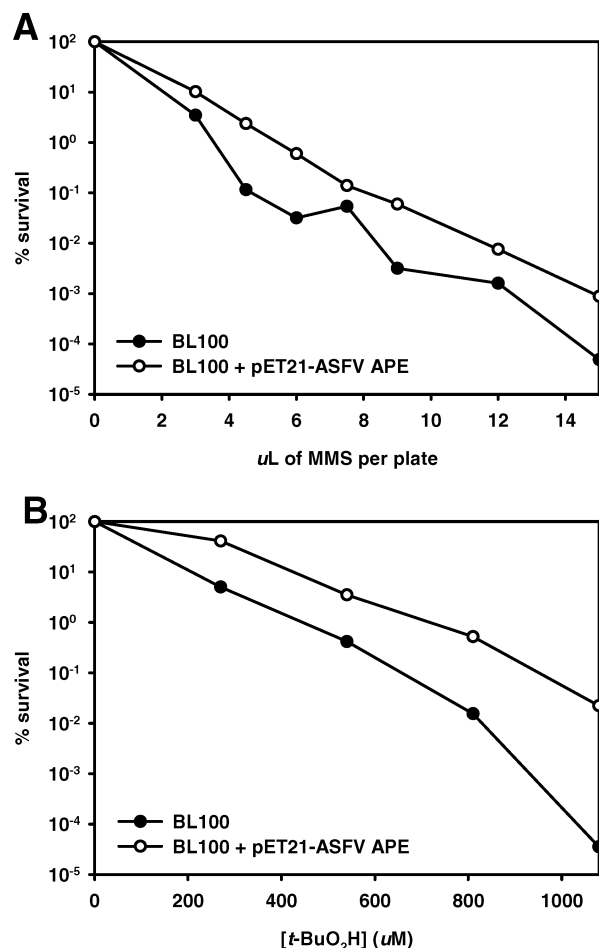 A
10²
10¹
10⁰
10⁻¹
10⁻²
10⁻³
10⁻⁴
10⁻⁵
% survival
BL100
BL100 + pET21-ASFV APE
0 2 4 6 8 10 12 14
uL of MMS per plate
B
10²
10¹
10⁰
10⁻¹
10⁻²
10⁻³
10⁻⁴
10⁻⁵
% survival
BL100
BL100 + pET21-ASFV APE
0 200 400 600 800 1000
[t-BuO₂H] (uM)